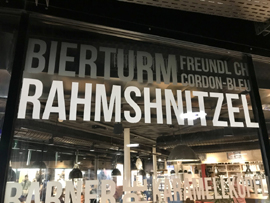 BIERTURM
FREUNDL CH
CORDON-BLEU
RAHMSHNITZEL